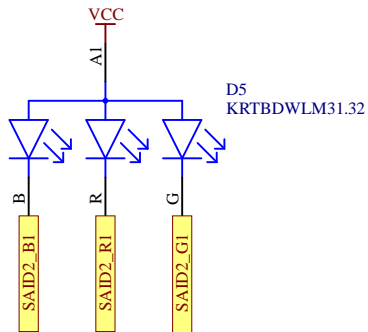 VCC
A1
D5
KRTBDWLM31.32
B
R
G
SAID2_B1
SAID2_R1
SAID2_G1